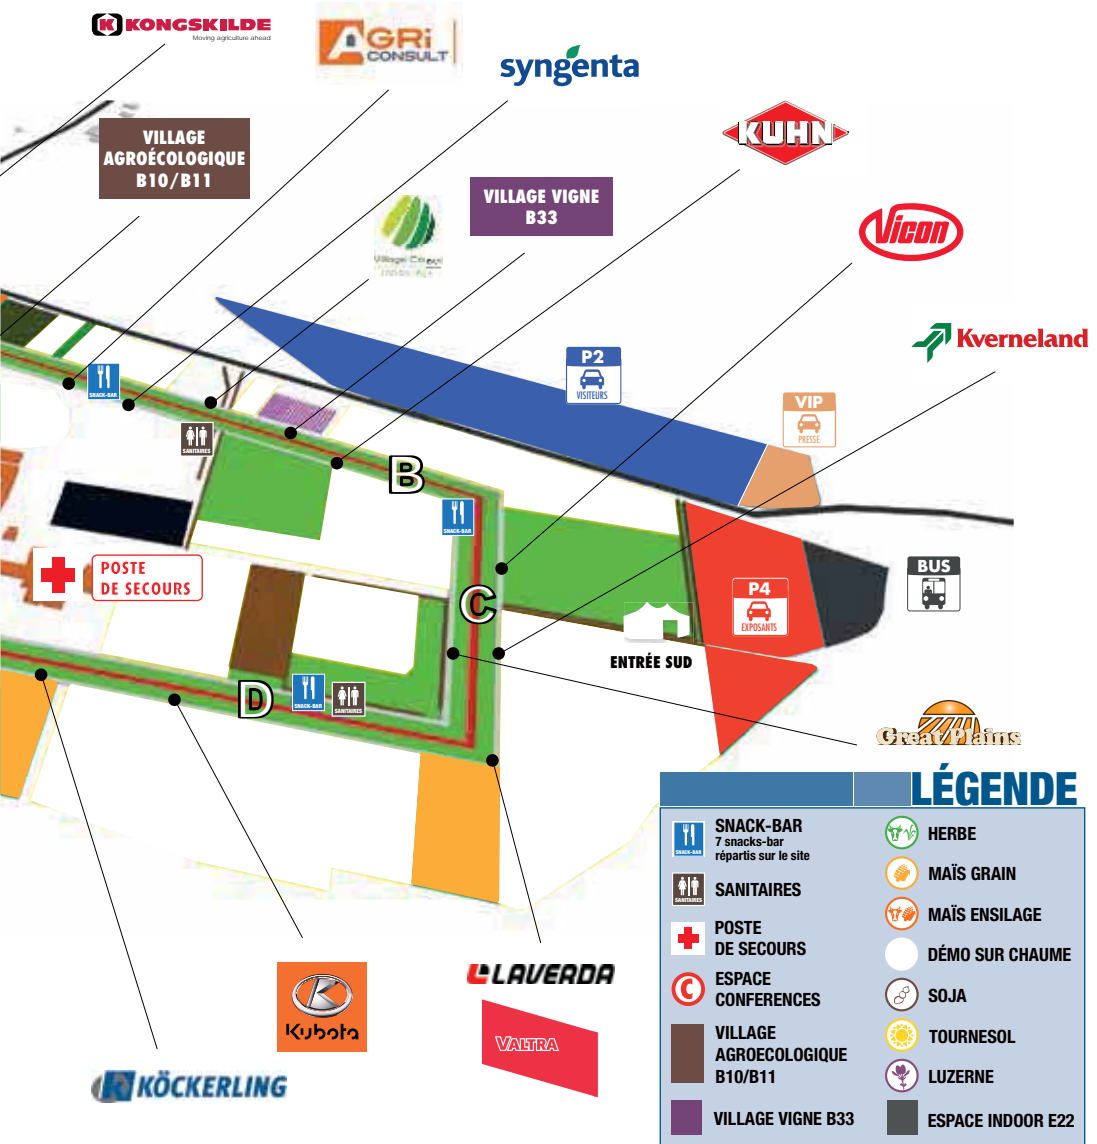 KONGSKILDE
Moving agriculture ahead
AGRi
CONSULT
syngenta
KUHN
VILLAGE
AGROÉCOLOGIQUE
B10/B11
VILLAGE VIGNE
B33
Vicon
Kverneland
P2
VISITEURS
VIP
PRESSE
SNACK-BAR
SANITAIRES
B
SNACK-BAR
POSTE
DE SECOURS
BUS
P4
EXPOSANTS
C
ENTRÉE SUD
D
SNACK-BAR
SANITAIRES
Great Plains
Kubota
LAVERDA
VALTRA
KÖCKERLING
LÉGENDE
SNACK-BAR
SNACK-BAR
7 snacks-bar
répartis sur le site
SANITAIRES
SANITAIRES
POSTE
DE SECOURS
C
ESPACE
CONFERENCES
VILLAGE
AGROECOLOGIQUE
B10/B11
VILLAGE VIGNE B33
HERBE
MAÏS GRAIN
MAÏS ENSILAGE
DÉMO SUR CHAUME
SOJA
TOURNESOL
LUZERNE
ESPACE INDOOR E22